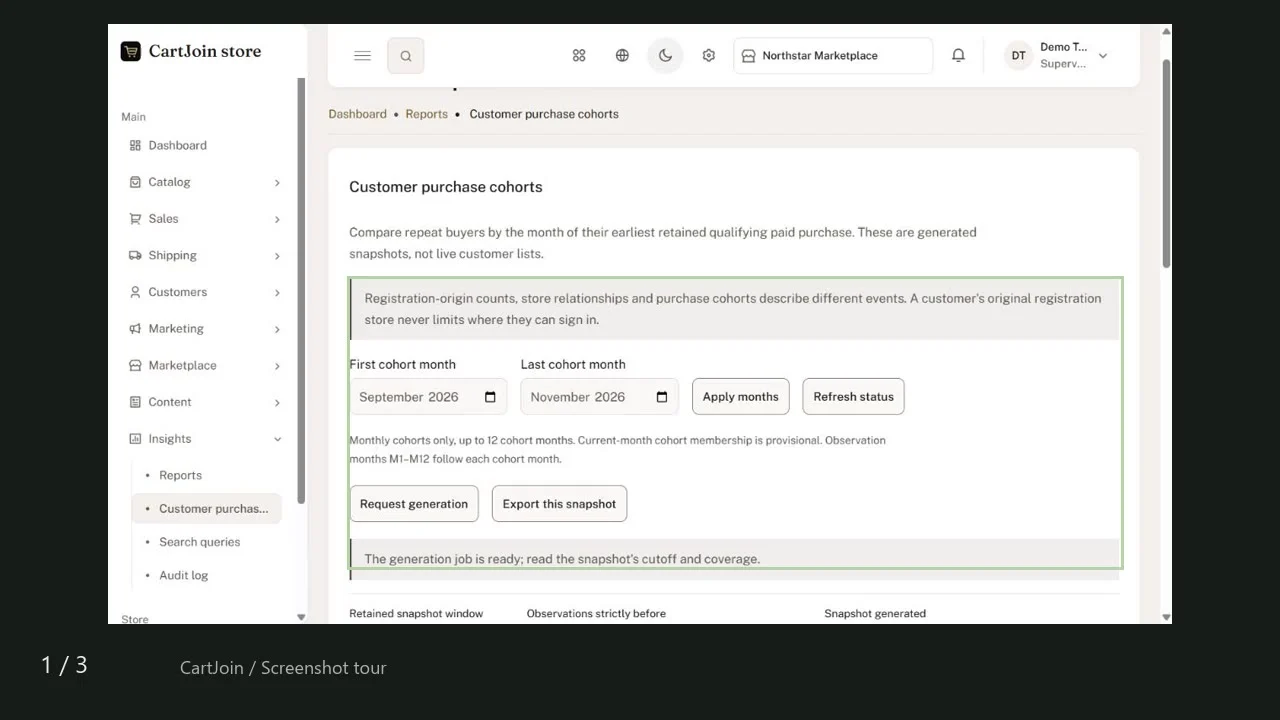 CartJoin store
Northstar Marketplace
DT
Demo T...
Superv...
Main
Dashboard
Catalog
Sales
Shipping
Customers
Marketing
Marketplace
Content
Insights
Reports
Customer purchas...
Search queries
Audit log
Store
Dashboard • Reports • Customer purchase cohorts
Customer purchase cohorts
Compare repeat buyers by the month of their earliest retained qualifying paid purchase. These are generated
snapshots, not live customer lists.
Registration-origin counts, store relationships and purchase cohorts describe different events. A customer's original registration
store never limits where they can sign in.
First cohort month
Last cohort month
September 2026
November 2026
Apply months
Refresh status
Monthly cohorts only, up to 12 cohort months. Current-month cohort membership is provisional. Observation
months M1–M12 follow each cohort month.
Request generation
Export this snapshot
The generation job is ready; read the snapshot's cutoff and coverage.
Retained snapshot window
Observations strictly before
Snapshot generated
1 / 3
CartJoin / Screenshot tour